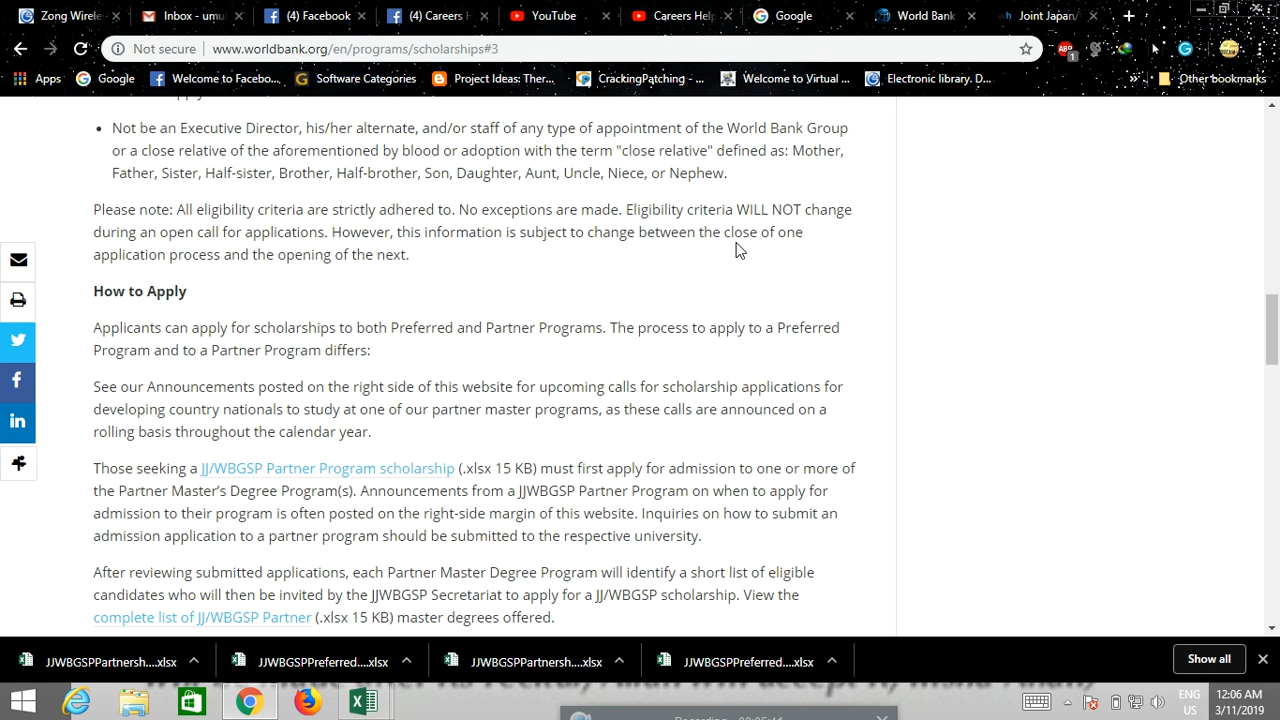 Zong Wirele
Inbox - umul
(4) Facebook
(4) Careers H
YouTube
Careers Help
Google
World Bank
Joint Japan/
Not secure www.worldbank.org/en/programs/scholarships#3
Apps Google Welcome to Facebo... Software Categories Project Ideas: Ther... CrackingPatching - ... Welcome to Virtual ... Electronic library. D... Other bookmarks
• Not be an Executive Director, his/her alternate, and/or staff of any type of appointment of the World Bank Group
or a close relative of the aforementioned by blood or adoption with the term "close relative" defined as: Mother,
Father, Sister, Half-sister, Brother, Half-brother, Son, Daughter, Aunt, Uncle, Niece, or Nephew.
Please note: All eligibility criteria are strictly adhered to. No exceptions are made. Eligibility criteria WILL NOT change
during an open call for applications. However, this information is subject to change between the close of one
application process and the opening of the next.
How to Apply
Applicants can apply for scholarships to both Preferred and Partner Programs. The process to apply to a Preferred
Program and to a Partner Program differs:
See our Announcements posted on the right side of this website for upcoming calls for scholarship applications for
developing country nationals to study at one of our partner master programs, as these calls are announced on a
rolling basis throughout the calendar year.
Those seeking a JJ/WBGSP Partner Program scholarship (.xlsx 15 KB) must first apply for admission to one or more of
the Partner Master's Degree Program(s). Announcements from a JJWBGSP Partner Program on when to apply for
admission to their program is often posted on the right-side margin of this website. Inquiries on how to submit an
admission application to a partner program should be submitted to the respective university.
After reviewing submitted applications, each Partner Master Degree Program will identify a short list of eligible
candidates who will then be invited by the JJWBGSP Secretariat to apply for a JJ/WBGSP scholarship. View the
complete list of JJ/WBGSP Partner (.xlsx 15 KB) master degrees offered.
JJWBGSPPartnersh....xlsx JJWBGSPPreferred....xlsx JJWBGSPPartnersh....xlsx JJWBGSPPreferred....xlsx Show all
ENG 12:06 AM
US 3/11/2019